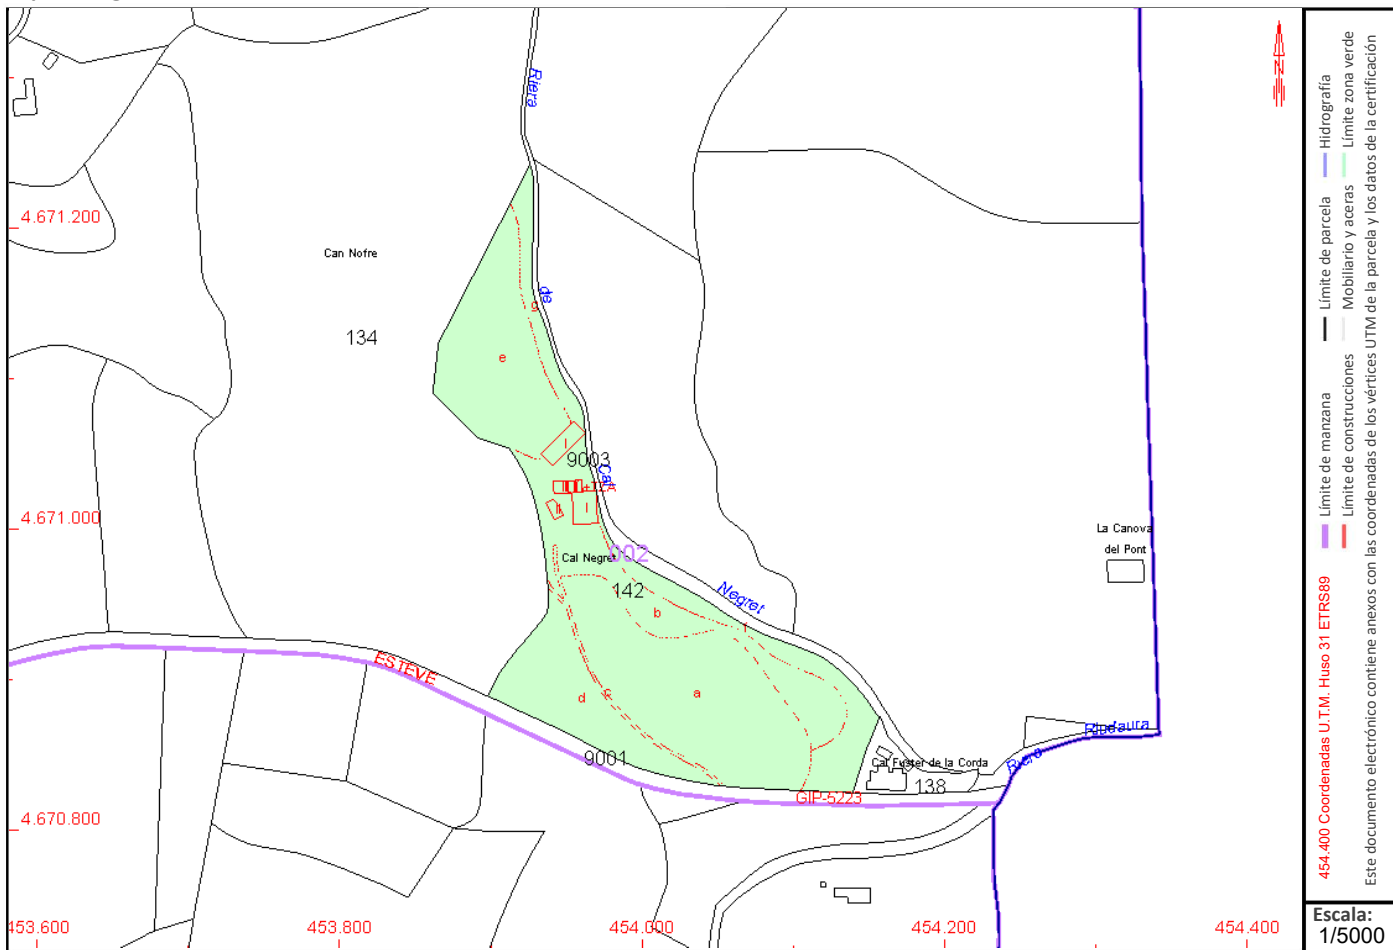 Riera
4.671.200
Can Nofre
de
g
134
e
I
9003
Cal
I
4.671.000
La Canova
del Pont
Cal Negret
002
142
Negret
b
f
ESTEVE
d
c
a
Riudaura
Riera
9001
Cal Fuster de la Corda
138
GIP-5223
4.670.800
453.600
453.800
454.000
454.200
454.400
N
454.400 Coordenadas U.T.M. Huso 31 ETRS89
Límite de manzana
Límite de parcela
Hidrografía
Límite de construcciones
Mobiliario y aceras
Límite zona verde
Este documento electrónico contiene anexos con las coordenadas de los vértices UTM de la parcela y los datos de la certificación
Escala:
1/5000